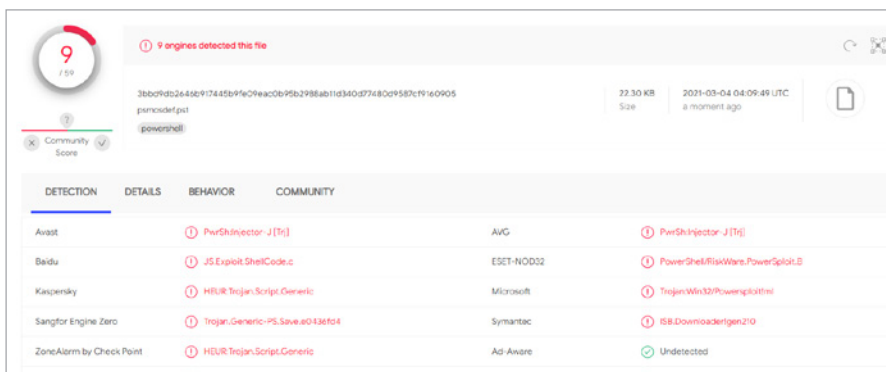 9
/ 59
9 engines detected this file
3bbd9db2646b917445b9fe09eac0b95b2988ab11d340d77480d9587cf9160905
psmosdef.ps1
powershell
22.30 KB
Size
2021-03-04 04:09:49 UTC
a moment ago
?
Community
Score
DETECTION DETAILS BEHAVIOR COMMUNITY
Avast PwrSh:Injector-J [Trj] AVG PwrSh:Injector-J [Trj]
Baidu JS.Exploit.ShellCode.c ESET-NOD32 PowerShell/RiskWare.PowerSploit.B
Kaspersky HEUR:Trojan.Script.Generic Microsoft
Sangfor Engine Zero Trojan.Generic-PS.Save.e0436fd4 Symantec ISB.Downloader!gen210
ZoneAlarm by Check Point HEUR:Trojan.Script.Generic Ad-Aware Undetected